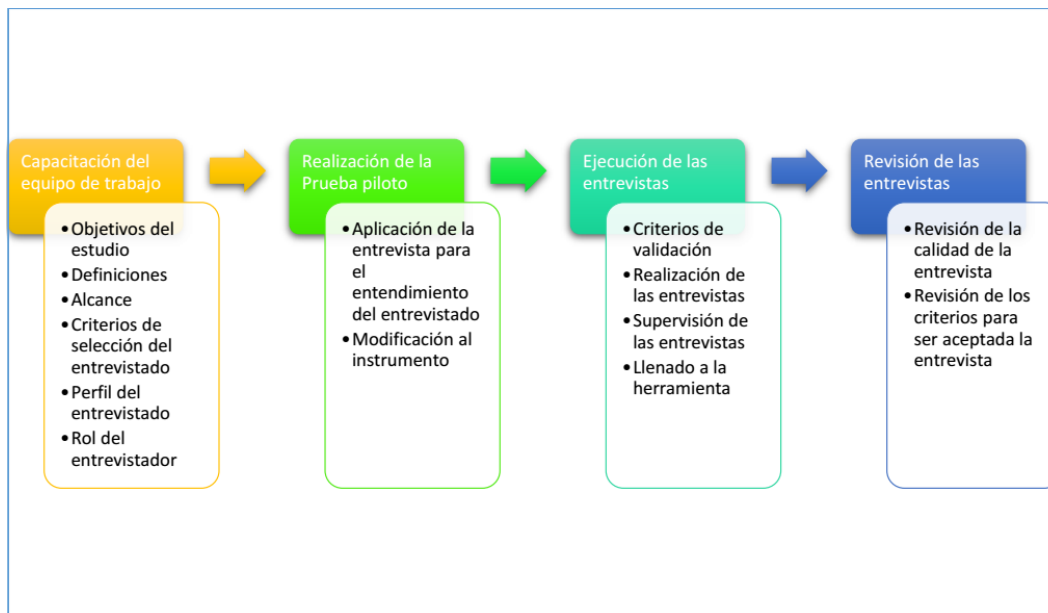 Capacitación del
equipo de trabajo
•Objetivos del
estudio
•Definiciones
•Alcance
•Criterios de
selección del
entrevistado
•Perfil del
entrevistado
•Rol del
entrevistador
Realización de la
Prueba piloto
•Aplicación de la
entrevista para
el
entendimiento
del entrevistado
•Modificación al
instrumento
Ejecución de las
entrevistas
•Criterios de
validación
•Realización de
las entrevistas
•Supervisión de
las entrevistas
•Llenado a la
herramienta
Revisión de las
entrevistas
•Revisión de la
calidad de la
entrevista
•Revisión de los
criterios para
ser aceptada la
entrevista